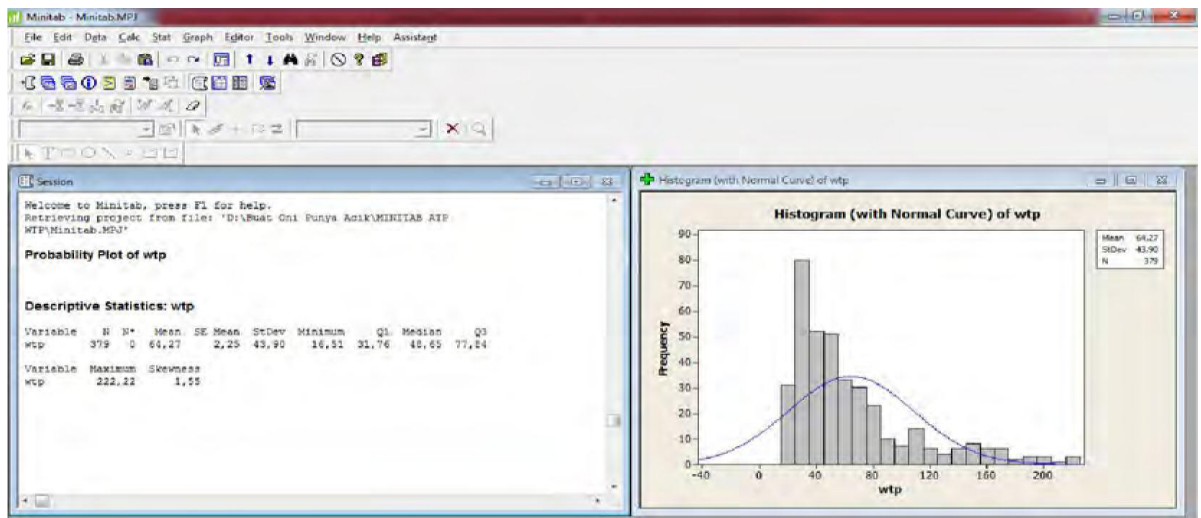 Minitab - Minitab.MPJ
File Edit Data Calc Stat Graph Editor Tools Window Help Assistant
Session
Welcome to Minitab, press F1 for help.
Retrieving project from file: 'D:\Buat Oni Punya Acik\MINITAB ATP
WTP\Minitab.MPJ'
Probability Plot of wtp
Descriptive Statistics: wtp
Variable N N* Mean SE Mean StDev Minimum Q1 Median Q3
wtp 379 0 64,27 2,25 43,90 16,51 31,76 48,65 77,84
Variable Maximum Skewness
wtp 222,22 1,55
Histogram (with Normal Curve) of wtp
Histogram (with Normal Curve) of wtp
Mean 64,27
StDev 43,90
N 379
Frequency
90
80
70
60
50
40
30
20
10
0
-40 0 40 80 120 160 200
wtp